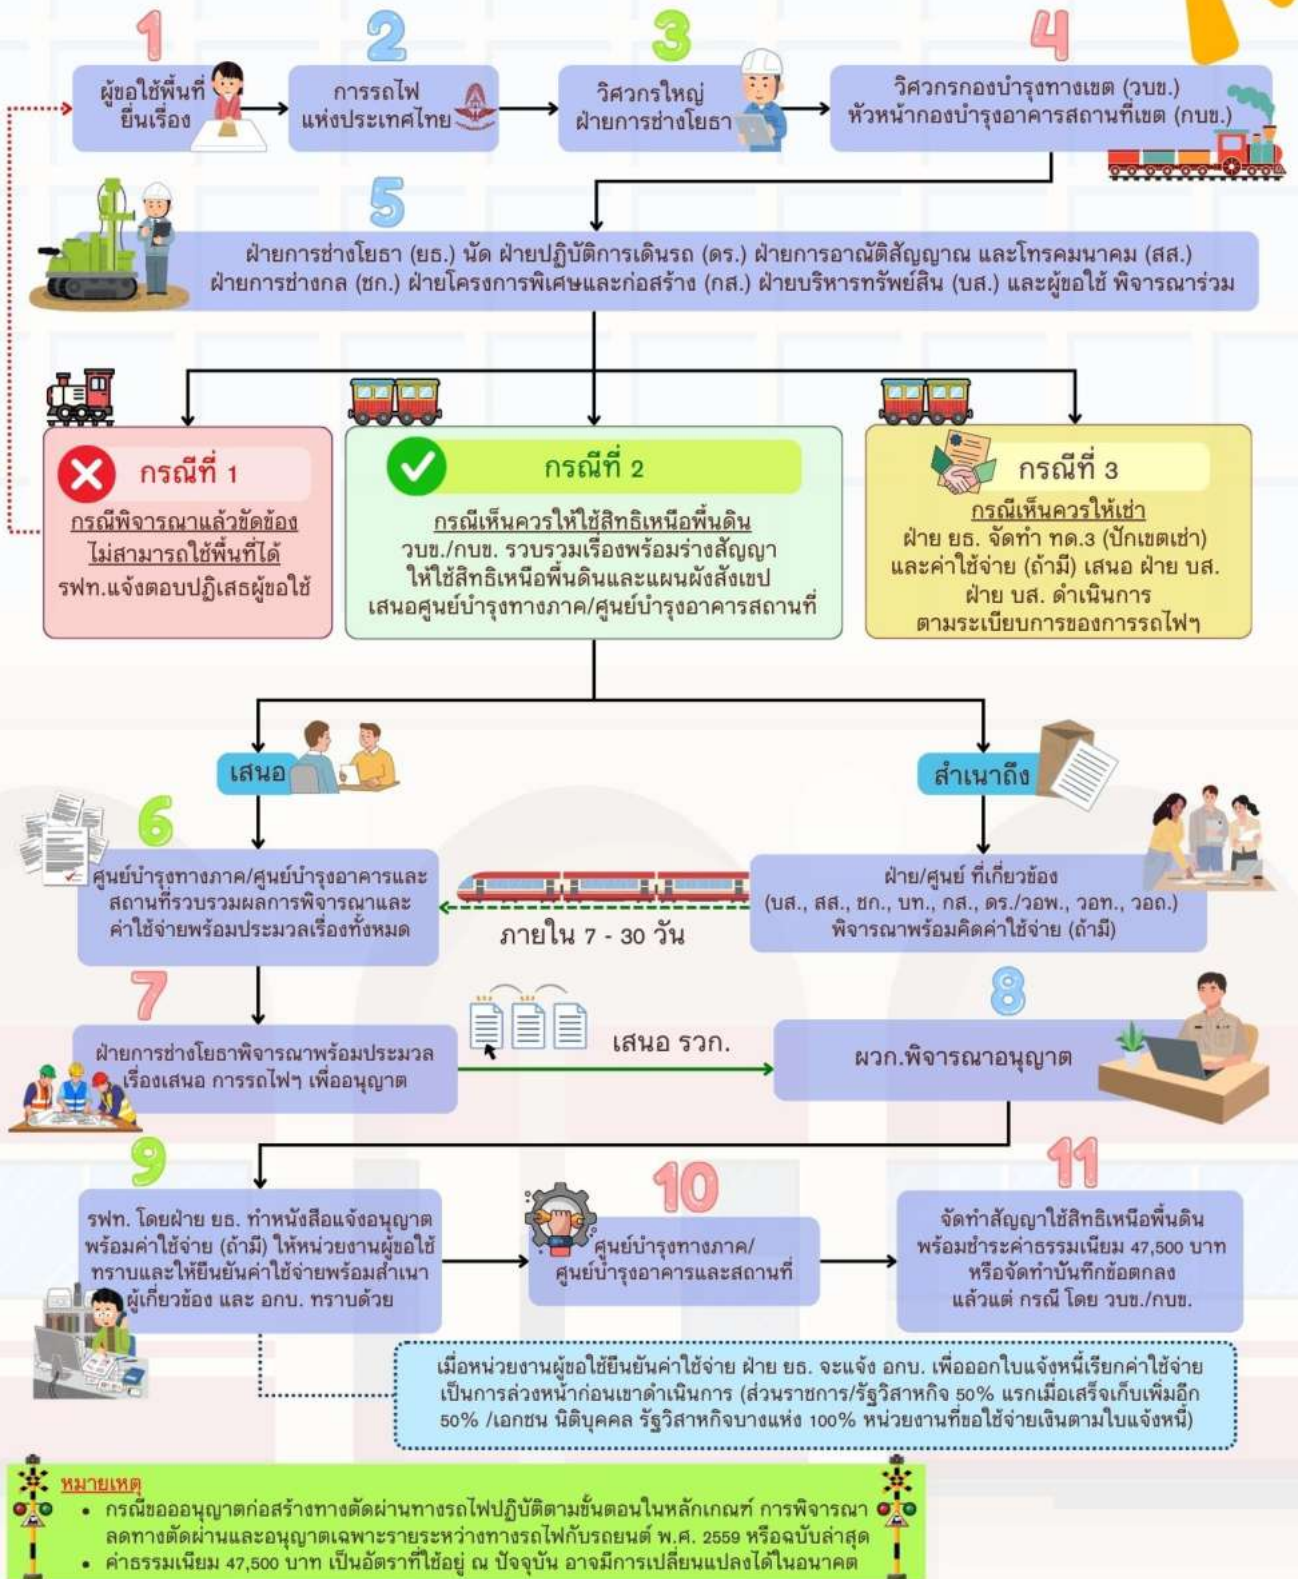 1
2
3
4
ผู้ขอใช้พื้นที่
ยื่นเรื่อง
การรถไฟ
แห่งประเทศไทย
วิศวกรใหญ่
ฝ่ายการช่างโยธา
วิศวกรกองบำรุงทางเขต (วบข.)
หัวหน้ากองบำรุงอาคารสถานที่เขต (กบข.)
5
ฝ่ายการช่างโยธา (ยธ.) นัด ฝ่ายปฏิบัติการเดินรถ (ดร.) ฝ่ายการอาณัติสัญญาณ และโทรคมนาคม (สส.)
ฝ่ายการช่างกล (ชก.) ฝ่ายโครงการพิเศษและก่อสร้าง (กส.) ฝ่ายบริหารทรัพย์สิน (บส.) และผู้ขอใช้ พิจารณาร่วม
กรณีที่ 1
กรณีพิจารณาแล้วขัดข้อง
ไม่สามารถใช้พื้นที่ได้
รฟท.แจ้งตอบปฏิเสธผู้ขอใช้
กรณีที่ 2
กรณีเห็นควรให้ใช้สิทธิเหนือพื้นดิน
วบข./กบข. รวบรวมเรื่องพร้อมร่างสัญญา
ให้ใช้สิทธิเหนือพื้นดินและแผนผังสังเขป
เสนอศูนย์บำรุงทางภาค/ศูนย์บำรุงอาคารสถานที่
กรณีที่ 3
กรณีเห็นควรให้เช่า
ฝ่าย ยธ. จัดทำ ทด.3 (ปักเขตเช่า)
และค่าใช้จ่าย (ถ้ามี) เสนอ ฝ่าย บส.
ฝ่าย บส. ดำเนินการ
ตามระเบียบการของการรถไฟฯ
เสนอ
สำเนาถึง
6
ศูนย์บำรุงทางภาค/ศูนย์บำรุงอาคารและ
สถานที่รวบรวมผลการพิจารณาและ
ค่าใช้จ่ายพร้อมประมวลเรื่องทั้งหมด
ภายใน 7 - 30 วัน
ฝ่าย/ศูนย์ ที่เกี่ยวข้อง
(บส., สส., ชก., บท., กส., ดร./วอพ., วอท., วอถ.)
พิจารณาพร้อมคิดค่าใช้จ่าย (ถ้ามี)
7
ฝ่ายการช่างโยธาพิจารณาพร้อมประมวล
เรื่องเสนอ การรถไฟฯ เพื่ออนุญาต
เสนอ รวก.
8
ผวก.พิจารณาอนุญาต
9
รฟท. โดยฝ่าย ยธ. ทำหนังสือแจ้งอนุญาต
พร้อมค่าใช้จ่าย (ถ้ามี) ให้หน่วยงานผู้ขอใช้
ทราบและให้ยืนยันค่าใช้จ่ายพร้อมสำเนา
ผู้เกี่ยวข้อง และ อกบ. ทราบด้วย
10
ศูนย์บำรุงทางภาค/
ศูนย์บำรุงอาคารและสถานที่
11
จัดทำสัญญาใช้สิทธิเหนือพื้นดิน
พร้อมชำระค่าธรรมเนียม 47,500 บาท
หรือจัดทำบันทึกข้อตกลง
แล้วแต่ กรณี โดย วบข./กบข.
เมื่อหน่วยงานผู้ขอใช้ยืนยันค่าใช้จ่าย ฝ่าย ยธ. จะแจ้ง อกบ. เพื่อออกใบแจ้งหนี้เรียกค่าใช้จ่าย
เป็นการล่วงหน้าก่อนเขาดำเนินการ (ส่วนราชการ/รัฐวิสาหกิจ 50% แรกเมื่อเสร็จเก็บเพิ่มอีก
50% /เอกชน นิติบุคคล รัฐวิสาหกิจบางแห่ง 100% หน่วยงานที่ขอใช้จ่ายเงินตามใบแจ้งหนี้)
หมายเหตุ
• กรณีขอออนุญาตก่อสร้างทางตัดผ่านทางรถไฟปฏิบัติตามขั้นตอนในหลักเกณฑ์ การพิจารณา
ลดทางตัดผ่านและอนุญาตเฉพาะรายระหว่างทางรถไฟกับรถยนต์ พ.ศ. 2559 หรือฉบับล่าสุด
• ค่าธรรมเนียม 47,500 บาท เป็นอัตราที่ใช้อยู่ ณ ปัจจุบัน อาจมีการเปลี่ยนแปลงได้ในอนาคต